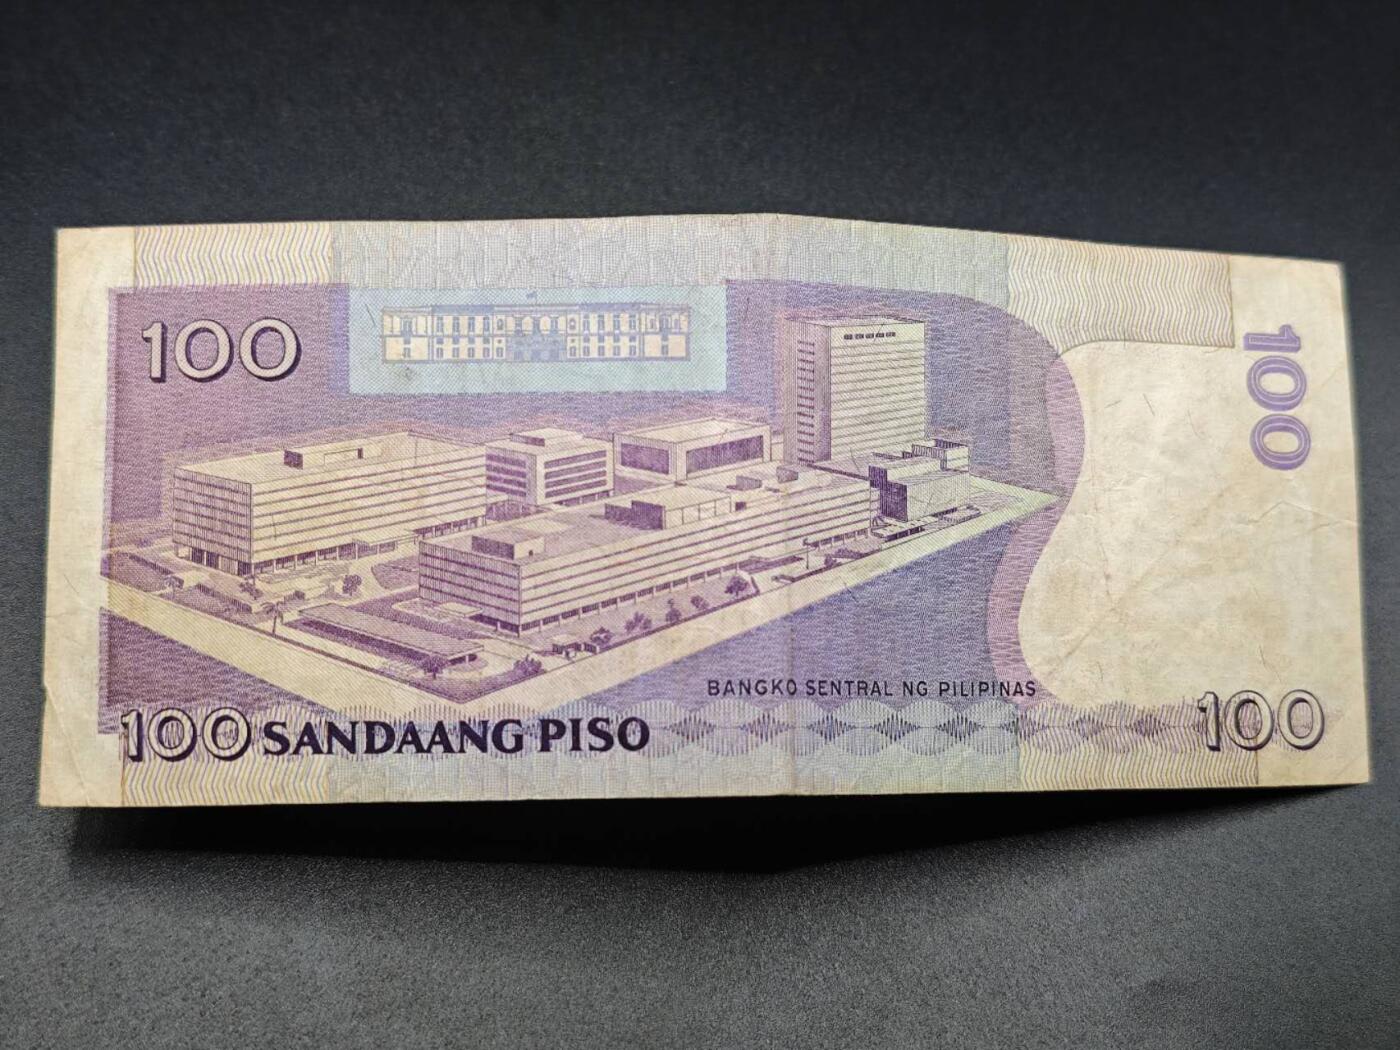 100
100
BANGKO SENTRAL NG PILIPINAS
100 SANDAANG PISO
100